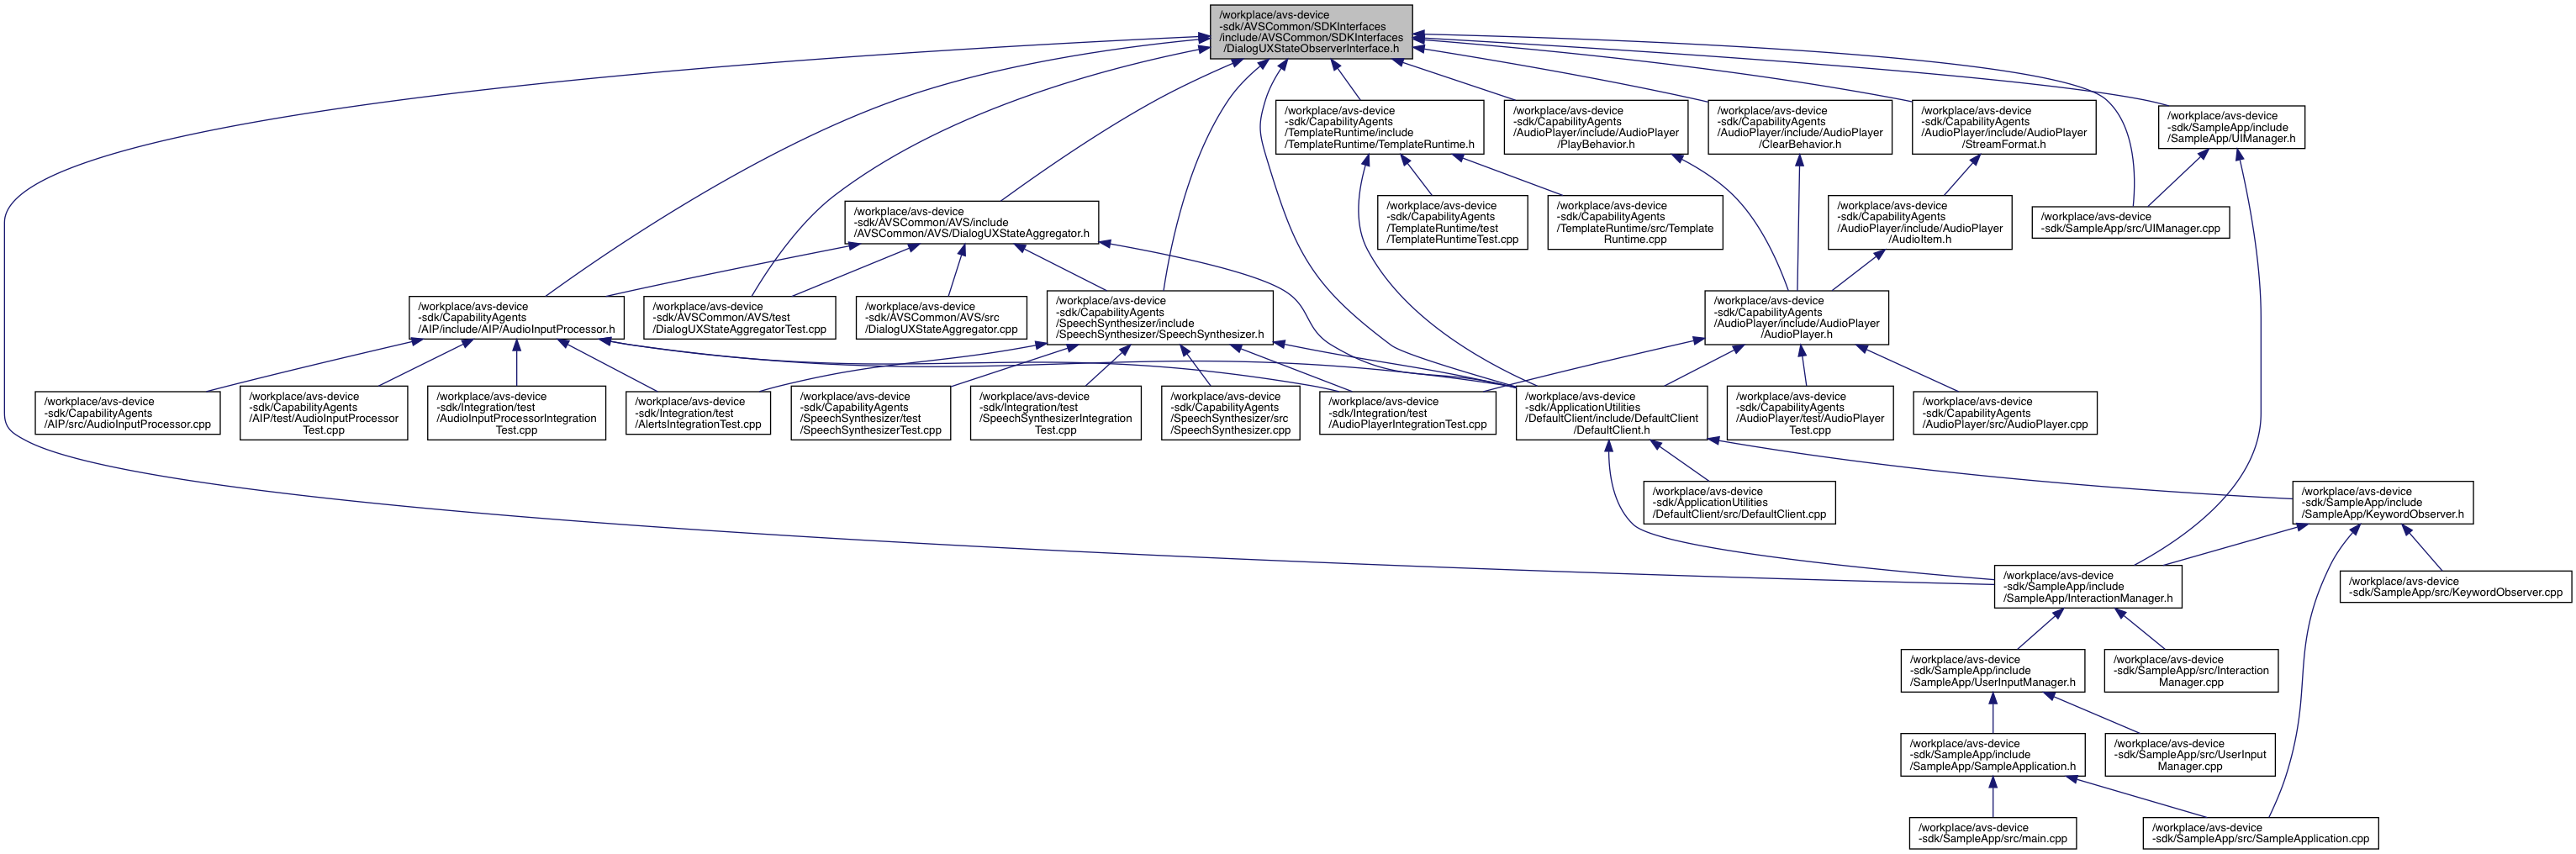 /workplace/avs-device
-sdk/AVSCommon/SDKInterfaces
/include/AVSCommon/SDKInterfaces
/DialogUXStateObserverInterface.h
/workplace/avs-device
-sdk/CapabilityAgents
/TemplateRuntime/include
/TemplateRuntime/TemplateRuntime.h
/workplace/avs-device
-sdk/CapabilityAgents
/AudioPlayer/include/AudioPlayer
/PlayBehavior.h
/workplace/avs-device
-sdk/CapabilityAgents
/AudioPlayer/include/AudioPlayer
/ClearBehavior.h
/workplace/avs-device
-sdk/CapabilityAgents
/AudioPlayer/include/AudioPlayer
/StreamFormat.h
/workplace/avs-device
-sdk/SampleApp/include
/SampleApp/UIManager.h
/workplace/avs-device
-sdk/AVSCommon/AVS/include
/AVSCommon/AVS/DialogUXStateAggregator.h
/workplace/avs-device
-sdk/CapabilityAgents
/TemplateRuntime/test
/TemplateRuntimeTest.cpp
/workplace/avs-device
-sdk/CapabilityAgents
/TemplateRuntime/src/Template
Runtime.cpp
/workplace/avs-device
-sdk/CapabilityAgents
/AudioPlayer/include/AudioPlayer
/AudioItem.h
/workplace/avs-device
-sdk/SampleApp/src/UIManager.cpp
/workplace/avs-device
-sdk/CapabilityAgents
/AIP/include/AIP/AudioInputProcessor.h
/workplace/avs-device
-sdk/AVSCommon/AVS/test
/DialogUXStateAggregatorTest.cpp
/workplace/avs-device
-sdk/AVSCommon/AVS/src
/DialogUXStateAggregator.cpp
/workplace/avs-device
-sdk/CapabilityAgents
/SpeechSynthesizer/include
/SpeechSynthesizer/SpeechSynthesizer.h
/workplace/avs-device
-sdk/CapabilityAgents
/AudioPlayer/include/AudioPlayer
/AudioPlayer.h
/workplace/avs-device
-sdk/CapabilityAgents
/AIP/src/AudioInputProcessor.cpp
/workplace/avs-device
-sdk/CapabilityAgents
/AIP/test/AudioInputProcessor
Test.cpp
/workplace/avs-device
-sdk/Integration/test
/AudioInputProcessorIntegration
Test.cpp
/workplace/avs-device
-sdk/Integration/test
/AlertsIntegrationTest.cpp
/workplace/avs-device
-sdk/CapabilityAgents
/SpeechSynthesizer/test
/SpeechSynthesizerTest.cpp
/workplace/avs-device
-sdk/Integration/test
/SpeechSynthesizerIntegration
Test.cpp
/workplace/avs-device
-sdk/CapabilityAgents
/SpeechSynthesizer/src
/SpeechSynthesizer.cpp
/workplace/avs-device
-sdk/Integration/test
/AudioPlayerIntegrationTest.cpp
/workplace/avs-device
-sdk/ApplicationUtilities
/DefaultClient/include/DefaultClient
/DefaultClient.h
/workplace/avs-device
-sdk/CapabilityAgents
/AudioPlayer/test/AudioPlayer
Test.cpp
/workplace/avs-device
-sdk/CapabilityAgents
/AudioPlayer/src/AudioPlayer.cpp
/workplace/avs-device
-sdk/ApplicationUtilities
/DefaultClient/src/DefaultClient.cpp
/workplace/avs-device
-sdk/SampleApp/include
/SampleApp/KeywordObserver.h
/workplace/avs-device
-sdk/SampleApp/include
/SampleApp/InteractionManager.h
/workplace/avs-device
-sdk/SampleApp/src/KeywordObserver.cpp
/workplace/avs-device
-sdk/SampleApp/include
/SampleApp/UserInputManager.h
/workplace/avs-device
-sdk/SampleApp/src/Interaction
Manager.cpp
/workplace/avs-device
-sdk/SampleApp/include
/SampleApp/SampleApplication.h
/workplace/avs-device
-sdk/SampleApp/src/UserInput
Manager.cpp
/workplace/avs-device
-sdk/SampleApp/src/main.cpp
/workplace/avs-device
-sdk/SampleApp/src/SampleApplication.cpp